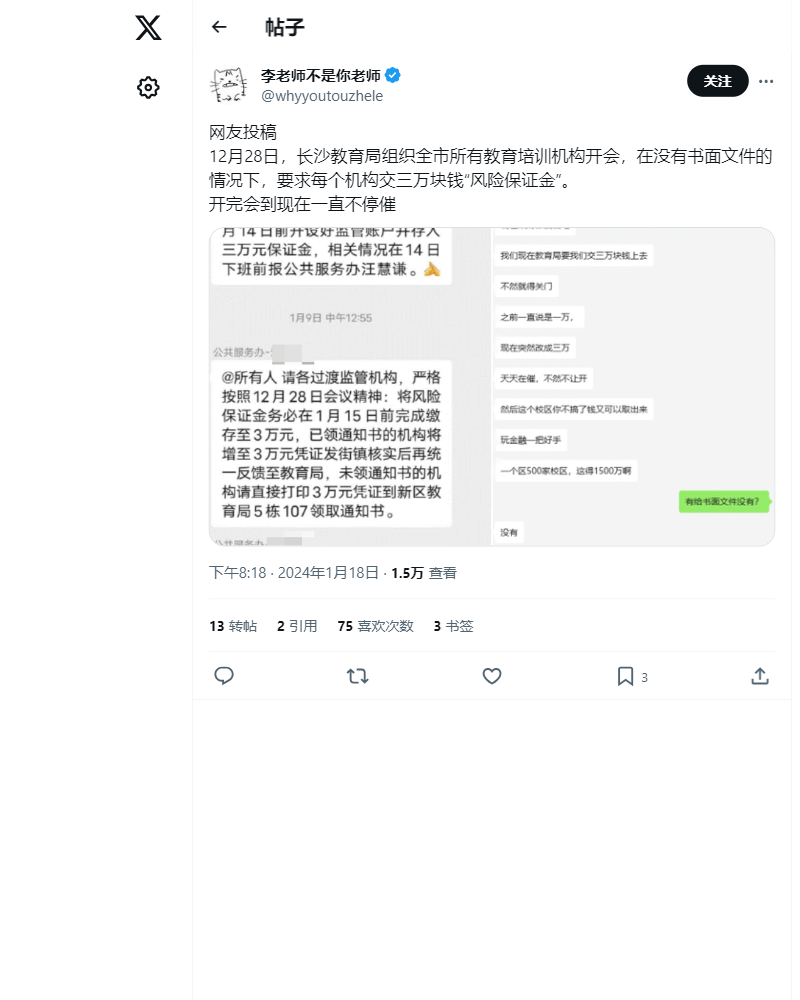 帖子
李老师不是你老师
@whyyoutouzhele
关注
网友投稿
12月28日，长沙教育局组织全市所有教育培训机构开会，在没有书面文件的
情况下，要求每个机构交三万块钱“风险保证金”。
开完会到现在一直不停催
月14日前开设好监管账户并存入
三万元保证金，相关情况在14日
下班前报公共服务办汪慧谦。
1月9日 中午12:55
公共服务办-
@所有人 请各过渡监管机构，严格
按照12月28日会议精神：将风险
保证金务必在1月15日前完成缴
存至3万元，已领通知书的机构将
增至3万元凭证发街镇核实后再统
一反馈至教育局，未领通知书的机
构请直接打印3万元凭证到新区教
育局5栋107领取通知书。
公共服务办-
我们现在教育局要我们交三万块钱上去
不然就得关门
之前一直说是一万，
现在突然改成三万
天天在催，不然不让开
然后这个校区你不搞了钱又可以取出来
玩金融一把好手
一个区500家校区，这得1500万啊
有给书面文件没有？
没有
下午8:18 · 2024年1月18日 · 1.5万 查看
13 转帖 2 引用 75 喜欢次数 3 书签
3